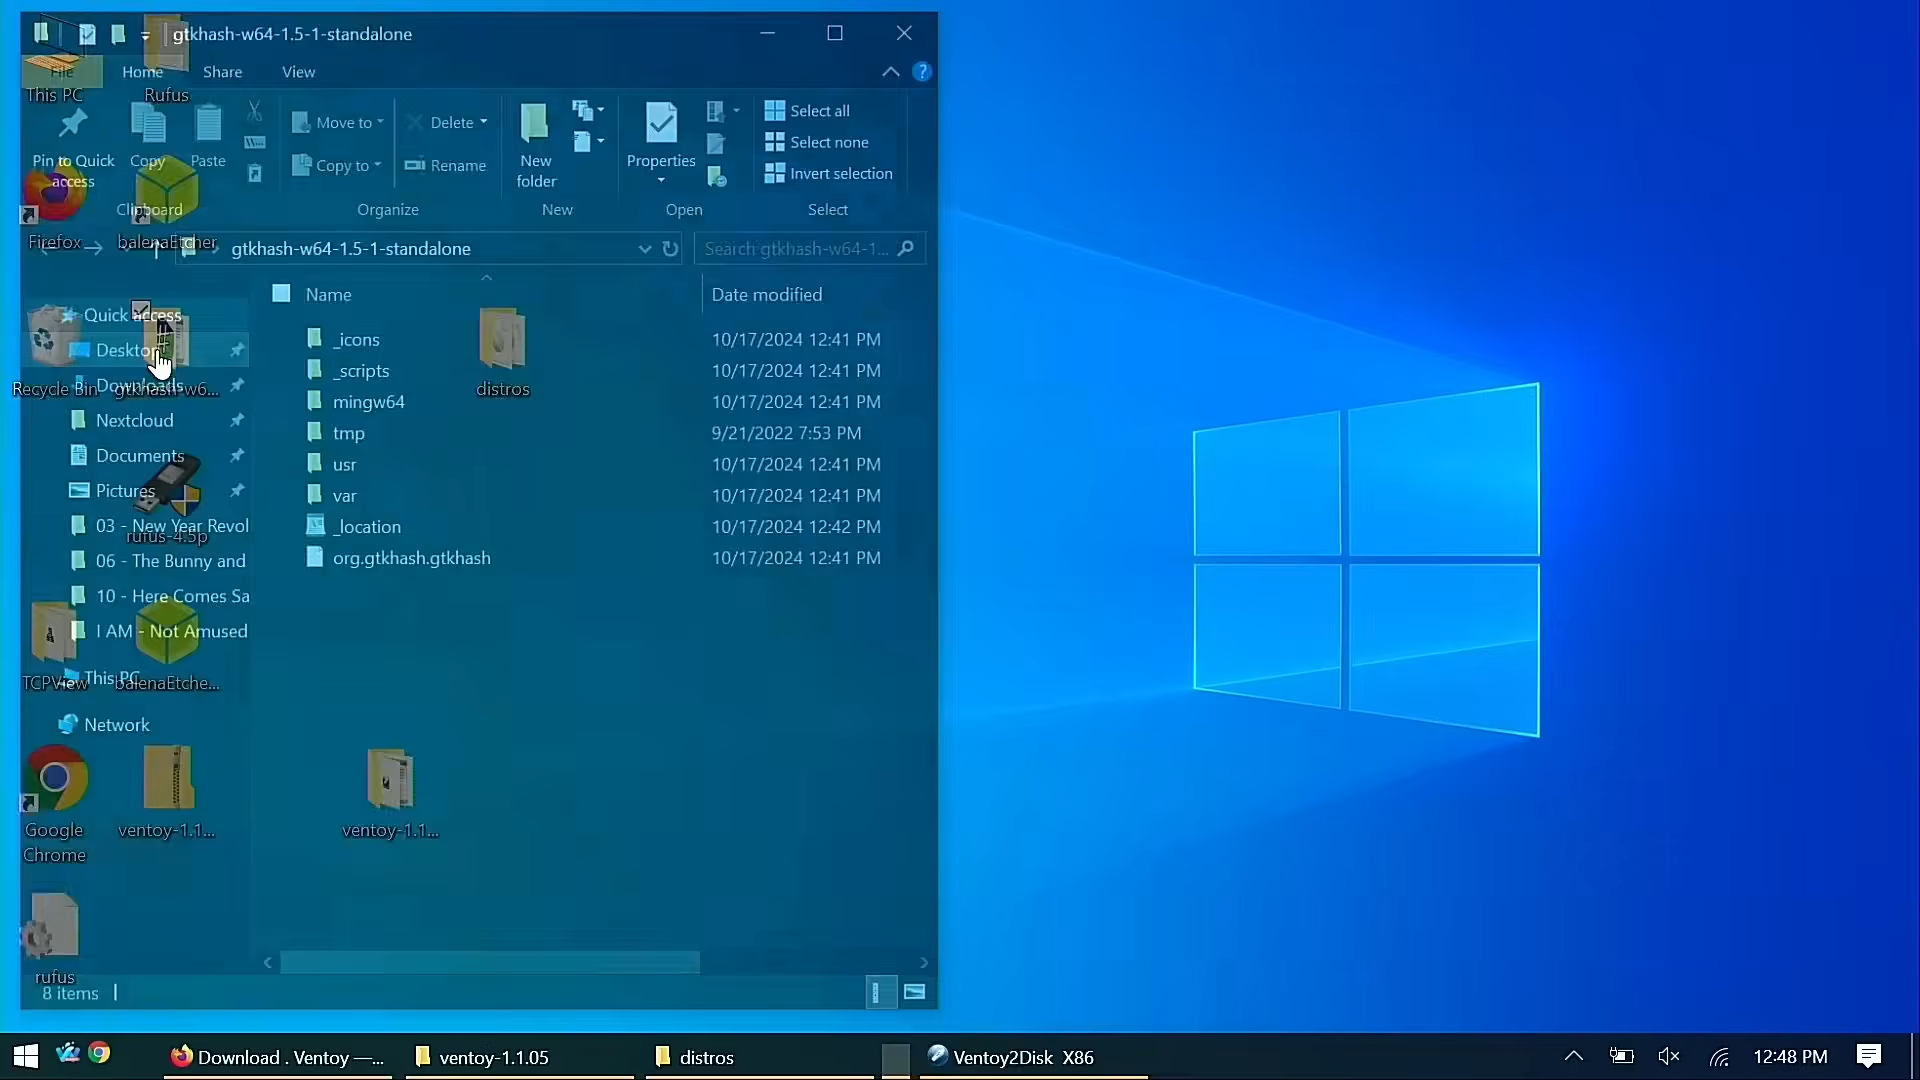 gtkhash-w64-1.5-1-standalone
File
Home
Share
View
This PC
Rufus
Pin to Quick access
Copy
Paste
Move to
Copy to
Delete
Rename
New folder
Properties
Select all
Select none
Invert selection
Clipboard
Organize
New
Open
Select
Firefox
balenaEtcher
gtkhash-w64-1.5-1-standalone
Search gtkhash-w64-1...
Name
Date modified
Quick access
Desktop
Downloads
Nextcloud
Documents
Pictures
03 - New Year Revol
06 - The Bunny and
10 - Here Comes Sa
I AM - Not Amused
This PC
Network
_icons 10/17/2024 12:41 PM
_scripts 10/17/2024 12:41 PM
mingw64 10/17/2024 12:41 PM
tmp 9/21/2022 7:53 PM
usr 10/17/2024 12:41 PM
var 10/17/2024 12:41 PM
_location 10/17/2024 12:42 PM
org.gtkhash.gtkhash 10/17/2024 12:41 PM
Recycle Bin
gtkhash-w6...
distros
rufus-4.5p
TCPView
balenaEtche...
Google Chrome
ventoy-1.1...
ventoy-1.1...
rufus
8 items
Download . Ventoy —...
ventoy-1.1.05
distros
Ventoy2Disk X86
12:48 PM